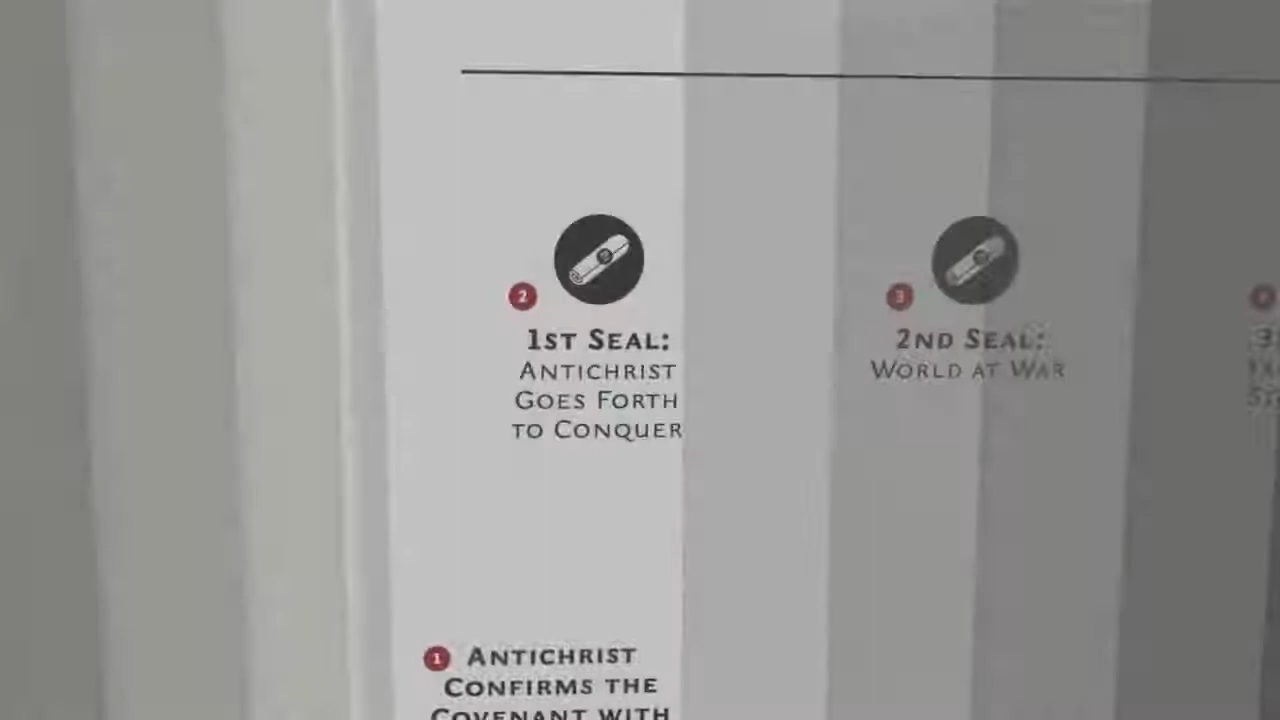 2
1ST SEAL:
ANTICHRIST
GOES FORTH
TO CONQUER
3
2ND SEAL:
WORLD AT WAR
1
ANTICHRIST
CONFIRMS THE
COVENANT WITH